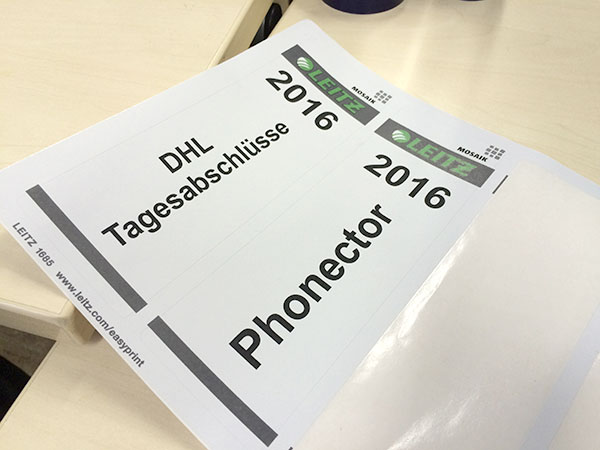 LEITZ
MOSAIK
2016
DHL
Tagesabschlüsse
LEITZ
MOSAIK
2016
Phonector
LEITZ 1685 www.leitz.com/easyprint